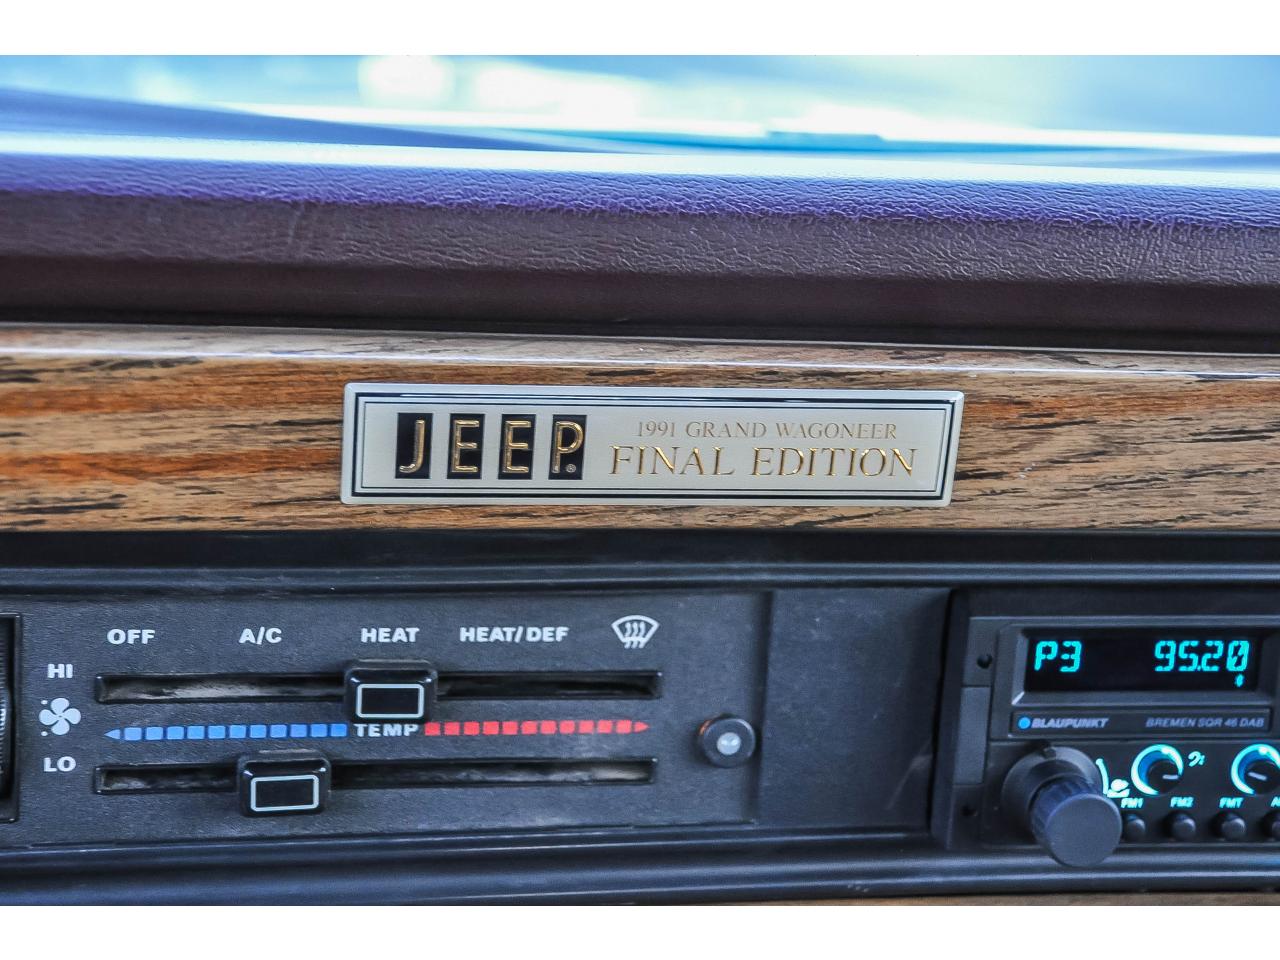 JEEP®
1991 GRAND WAGONEER
FINAL EDITION
OFF A/C HEAT HEAT/DEF
HI
TEMP
LO
P3 95.20
BLAUPUNKT BREMEN SQR 46 DAB
FM1 FM2 FMT